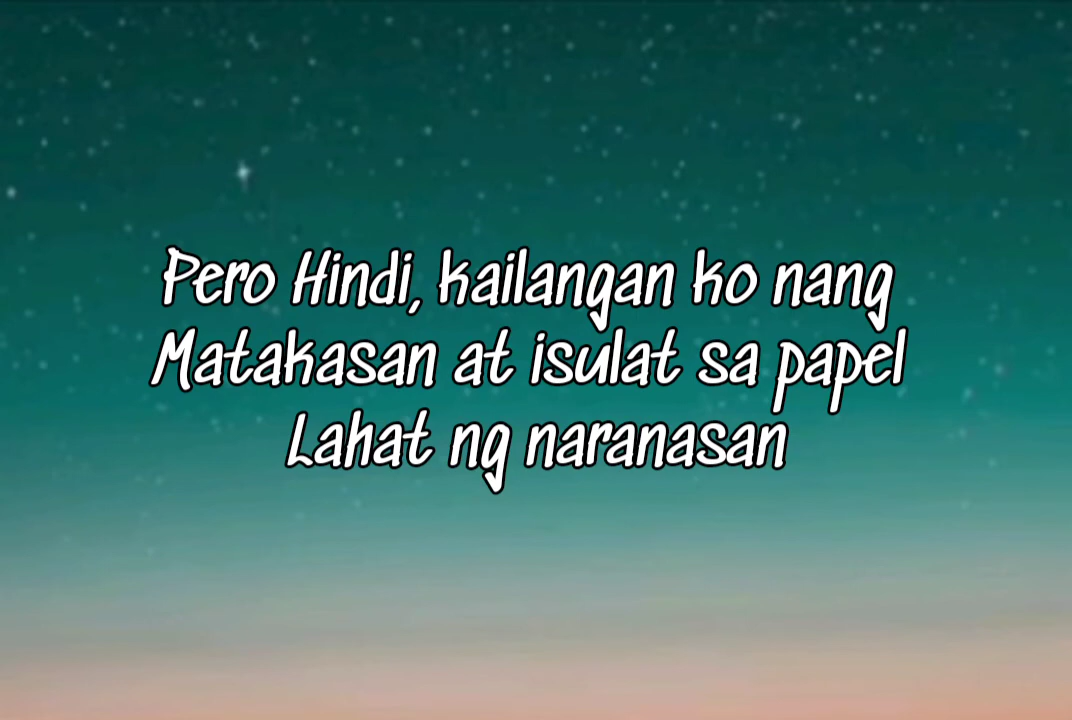 Pero Hindi, kailangan ko nang
Matakasan at isulat sa papel
Lahat ng naranasan